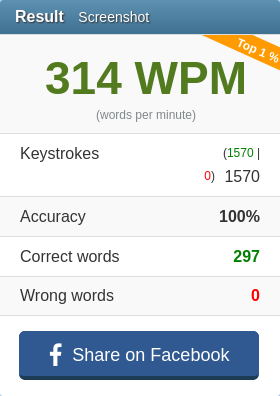 Result Screenshot
Top 1 %
314 WPM
(words per minute)
Keystrokes (1570 |
0) 1570
Accuracy 100%
Correct words 297
Wrong words 0
Share on Facebook